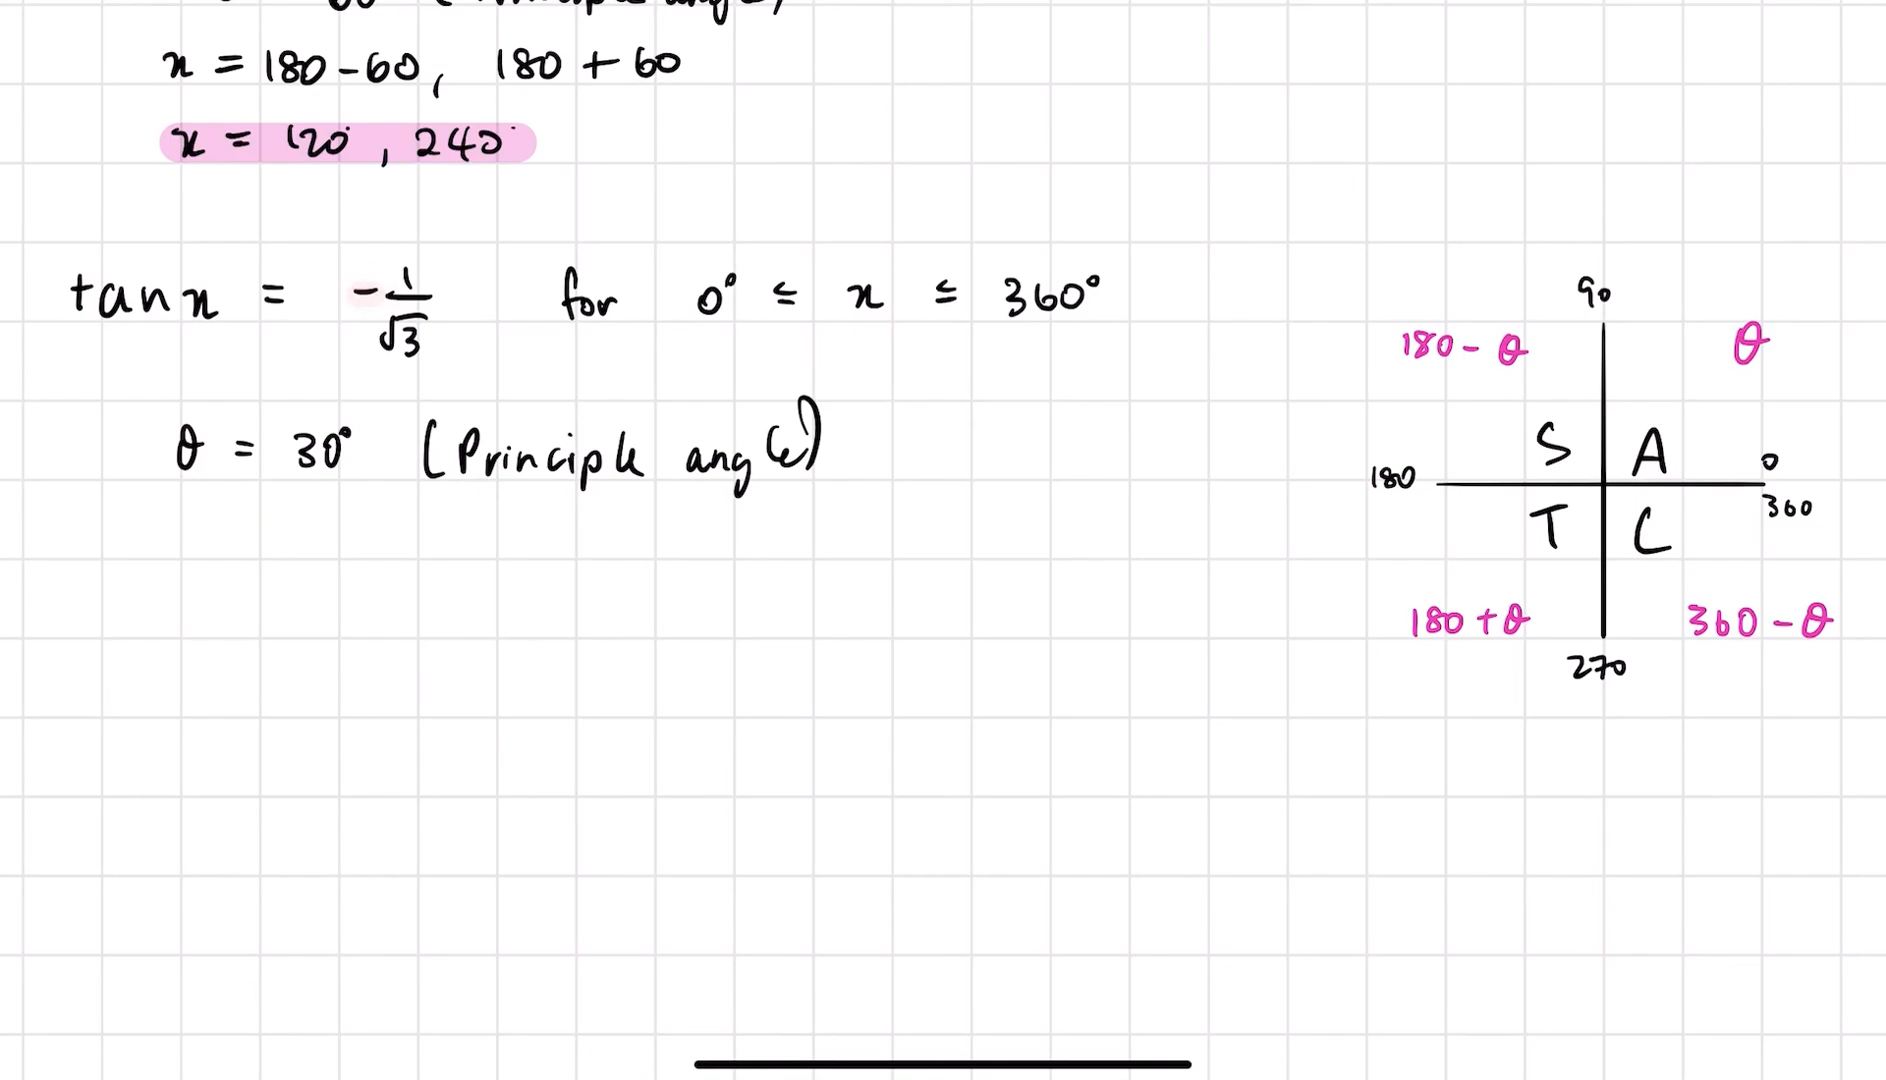 x = 180 - 60, 180 + 60
x = 120°, 240°
tan x = -1/√3 for 0° ≤ x ≤ 360°
θ = 30° (Principle angle)
90
180 - θ θ
S A
180 0
360
T C
180 + θ 360 - θ
270